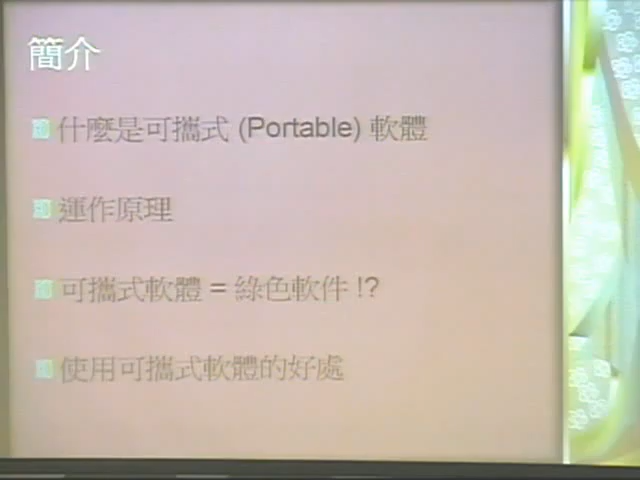 簡介
什麼是可攜式 (Portable) 軟體
運作原理
可攜式軟體 = 綠色軟件 !?
使用可攜式軟體的好處